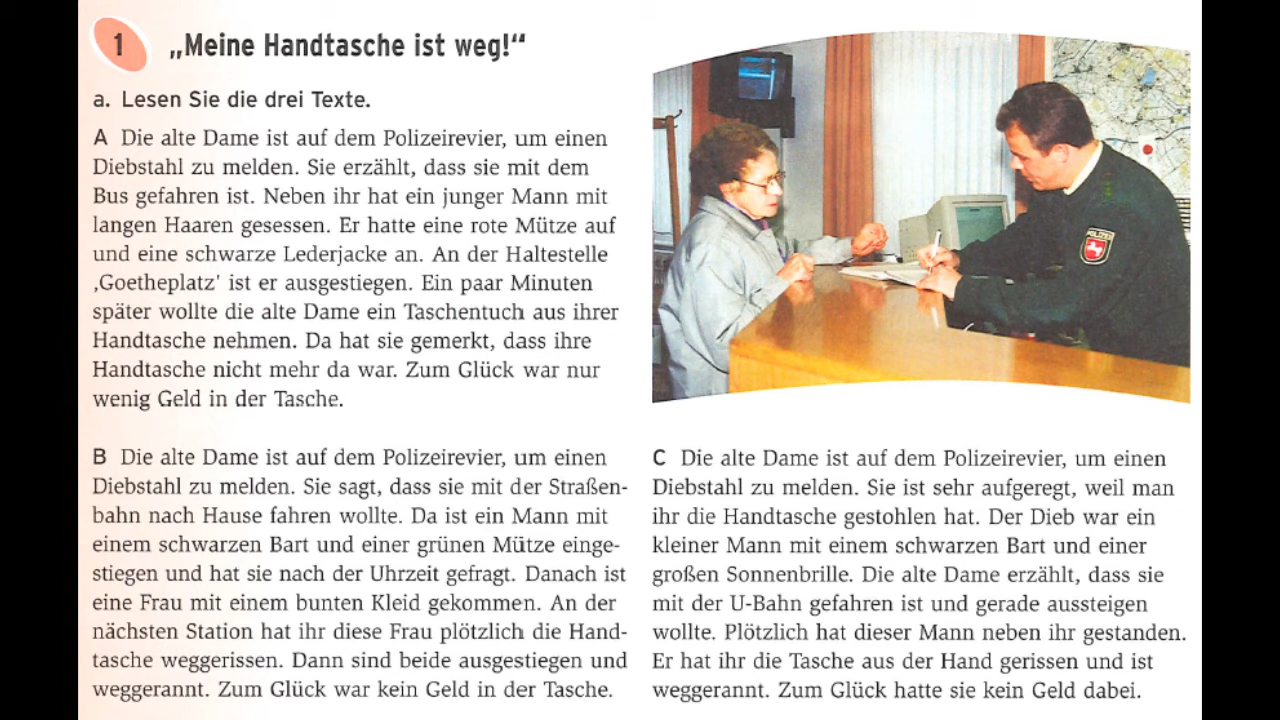 1 „Meine Handtasche ist weg!“
a. Lesen Sie die drei Texte.
A Die alte Dame ist auf dem Polizeirevier, um einen
Diebstahl zu melden. Sie erzählt, dass sie mit dem
Bus gefahren ist. Neben ihr hat ein junger Mann mit
langen Haaren gesessen. Er hatte eine rote Mütze auf
und eine schwarze Lederjacke an. An der Haltestelle
‚Goetheplatz' ist er ausgestiegen. Ein paar Minuten
später wollte die alte Dame ein Taschentuch aus ihrer
Handtasche nehmen. Da hat sie gemerkt, dass ihre
Handtasche nicht mehr da war. Zum Glück war nur
wenig Geld in der Tasche.
POLIZEI
B Die alte Dame ist auf dem Polizeirevier, um einen
Diebstahl zu melden. Sie sagt, dass sie mit der Straßen-
bahn nach Hause fahren wollte. Da ist ein Mann mit
einem schwarzen Bart und einer grünen Mütze einge-
stiegen und hat sie nach der Uhrzeit gefragt. Danach ist
eine Frau mit einem bunten Kleid gekommen. An der
nächsten Station hat ihr diese Frau plötzlich die Hand-
tasche weggerissen. Dann sind beide ausgestiegen und
weggerannt. Zum Glück war kein Geld in der Tasche.
C Die alte Dame ist auf dem Polizeirevier, um einen
Diebstahl zu melden. Sie ist sehr aufgeregt, weil man
ihr die Handtasche gestohlen hat. Der Dieb war ein
kleiner Mann mit einem schwarzen Bart und einer
großen Sonnenbrille. Die alte Dame erzählt, dass sie
mit der U-Bahn gefahren ist und gerade aussteigen
wollte. Plötzlich hat dieser Mann neben ihr gestanden.
Er hat ihr die Tasche aus der Hand gerissen und ist
weggerannt. Zum Glück hatte sie kein Geld dabei.